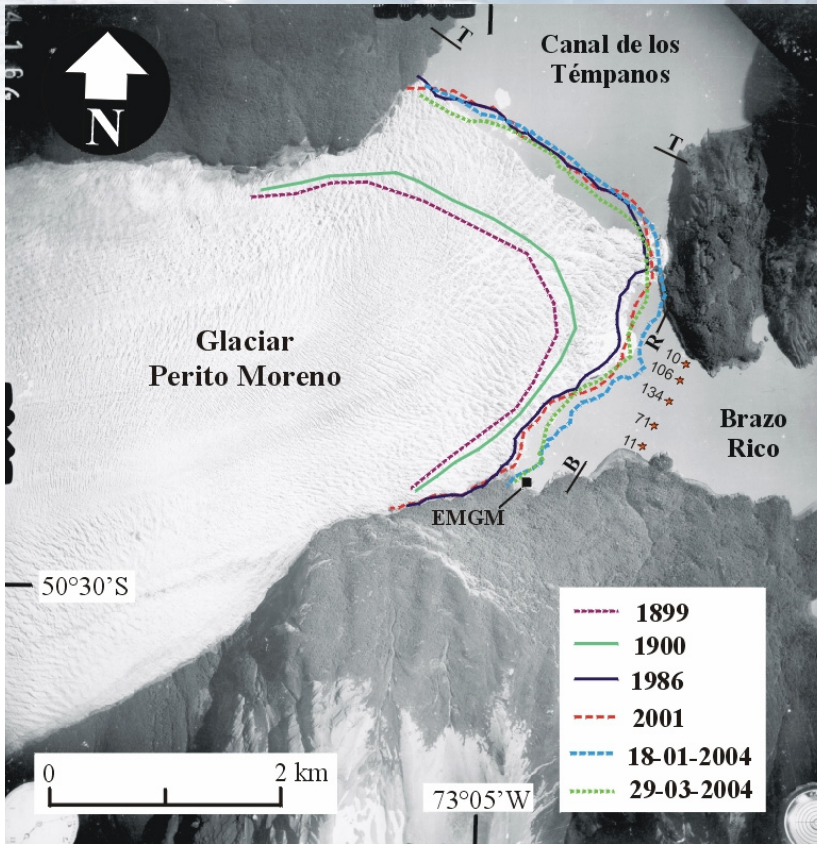 4166
N
T
Canal de los
Témpanos
T
Glaciar
Perito Moreno
R
10
106
134
71
11
Brazo
Rico
B
EMGM
50°30'S
1899
1900
1986
2001
18-01-2004
29-03-2004
0
2 km
73°05'W